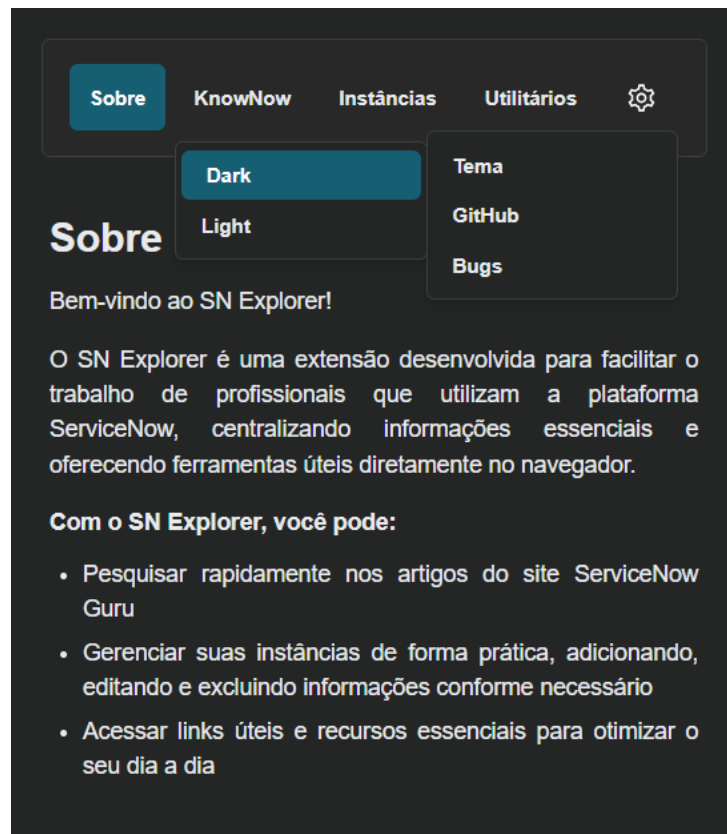 Sobre KnowNow Instâncias Utilitários
Dark
Light
Tema
GitHub
Bugs
Sobre
Bem-vindo ao SN Explorer!
O SN Explorer é uma extensão desenvolvida para facilitar o
trabalho de profissionais que utilizam a plataforma
ServiceNow, centralizando informações essenciais e
oferecendo ferramentas úteis diretamente no navegador.
Com o SN Explorer, você pode:
• Pesquisar rapidamente nos artigos do site ServiceNow
Guru
• Gerenciar suas instâncias de forma prática, adicionando,
editando e excluindo informações conforme necessário
• Acessar links úteis e recursos essenciais para otimizar o
seu dia a dia